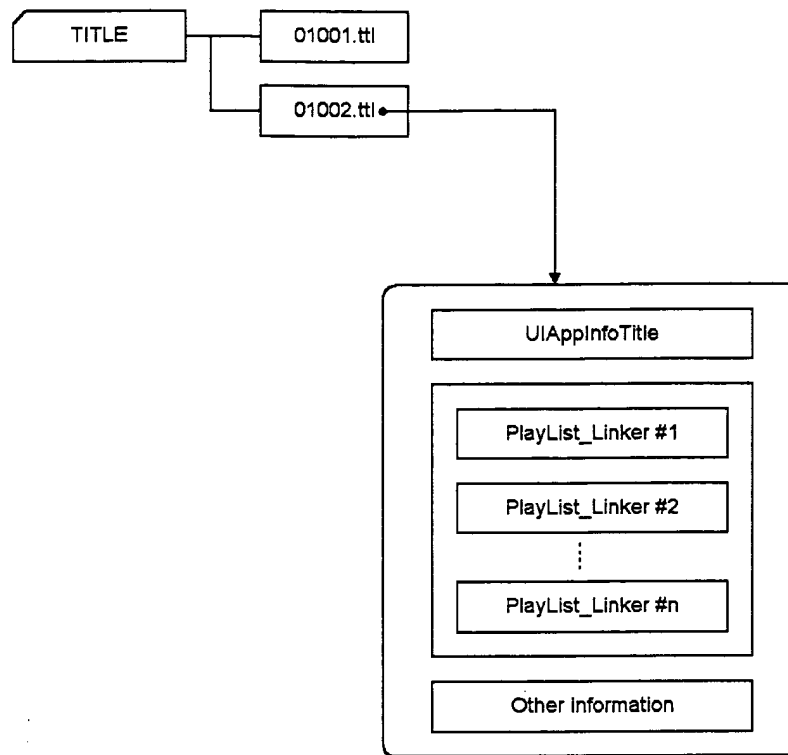 TITLE
01001.ttl
01002.ttl
UIAppInfoTitle
PlayList_Linker #1
PlayList_Linker #2
PlayList_Linker #n
Other information